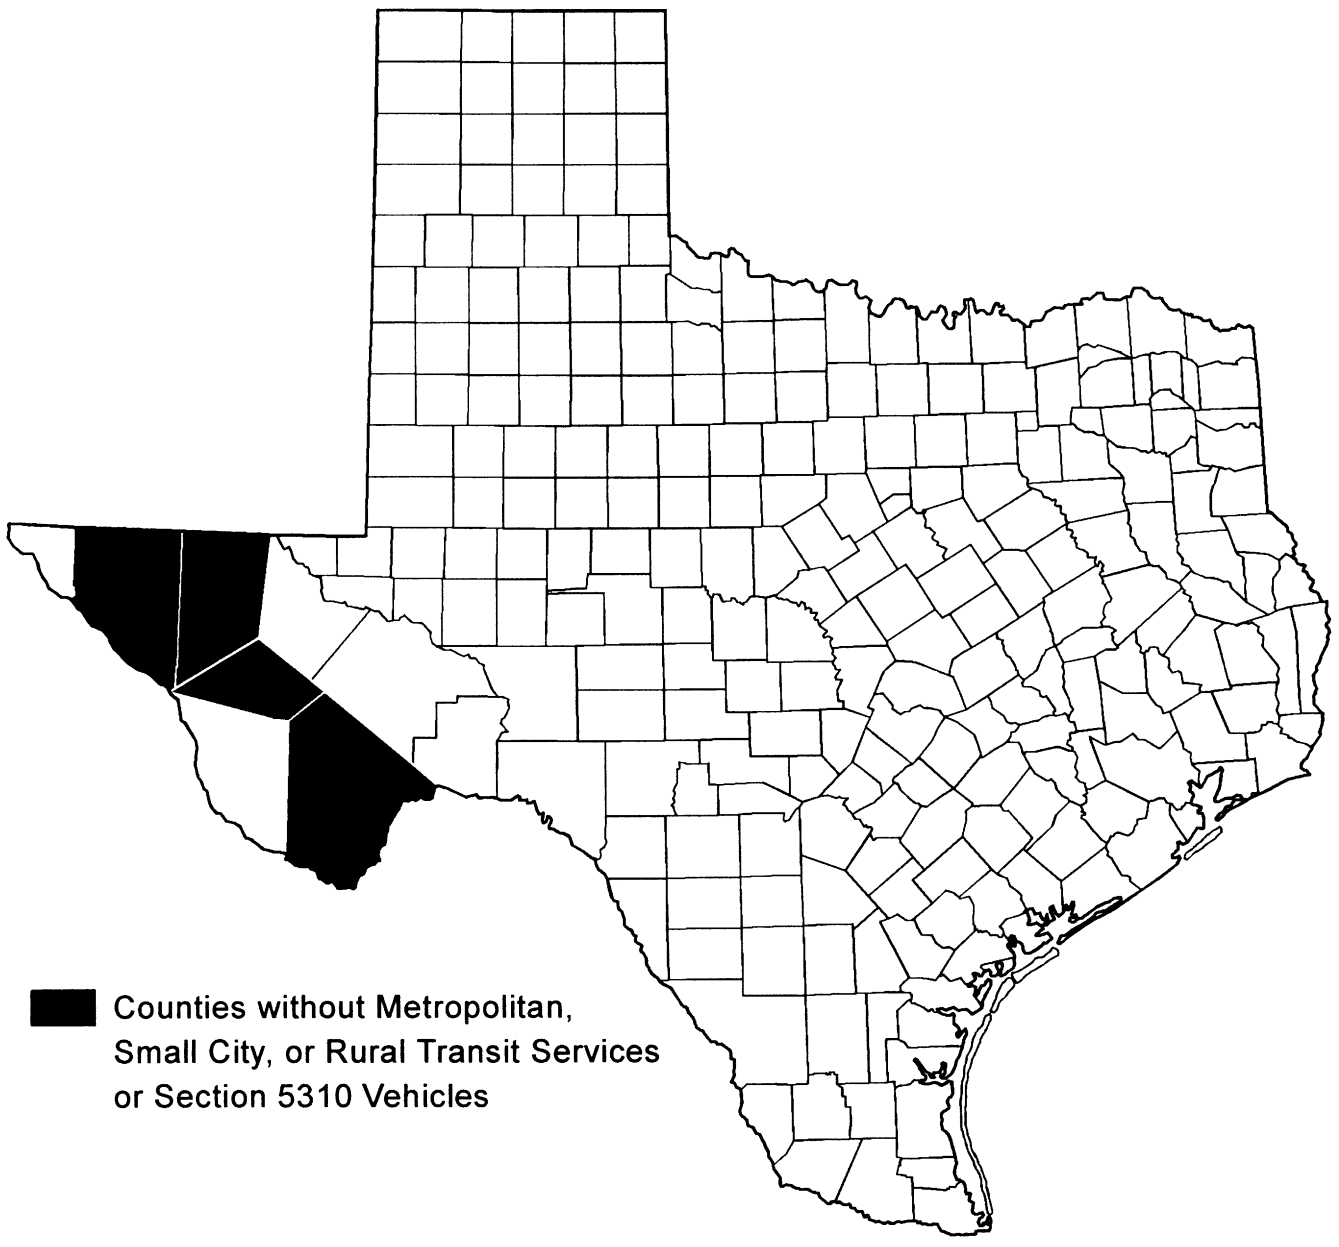 Counties without Metropolitan,
Small City, or Rural Transit Services
or Section 5310 Vehicles